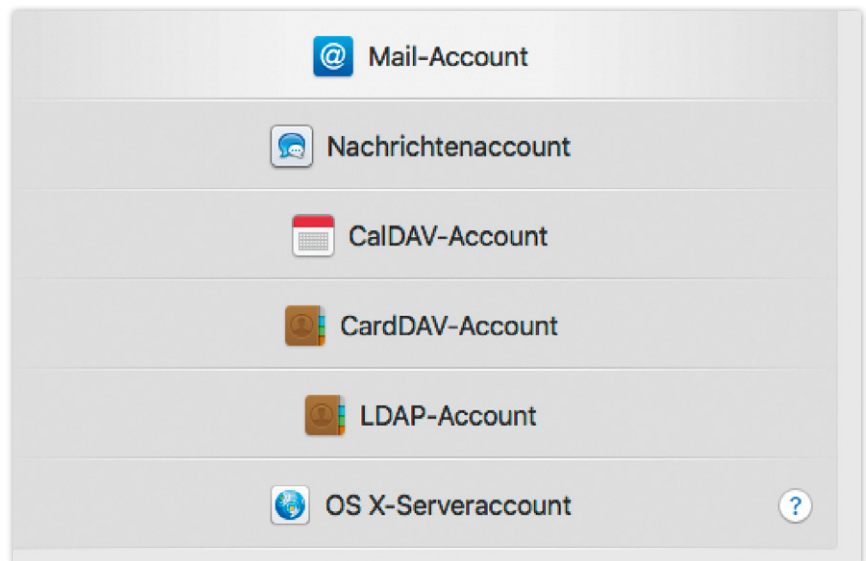 Mail-Account
Nachrichtenaccount
CalDAV-Account
CardDAV-Account
LDAP-Account
OS X-Serveraccount
?